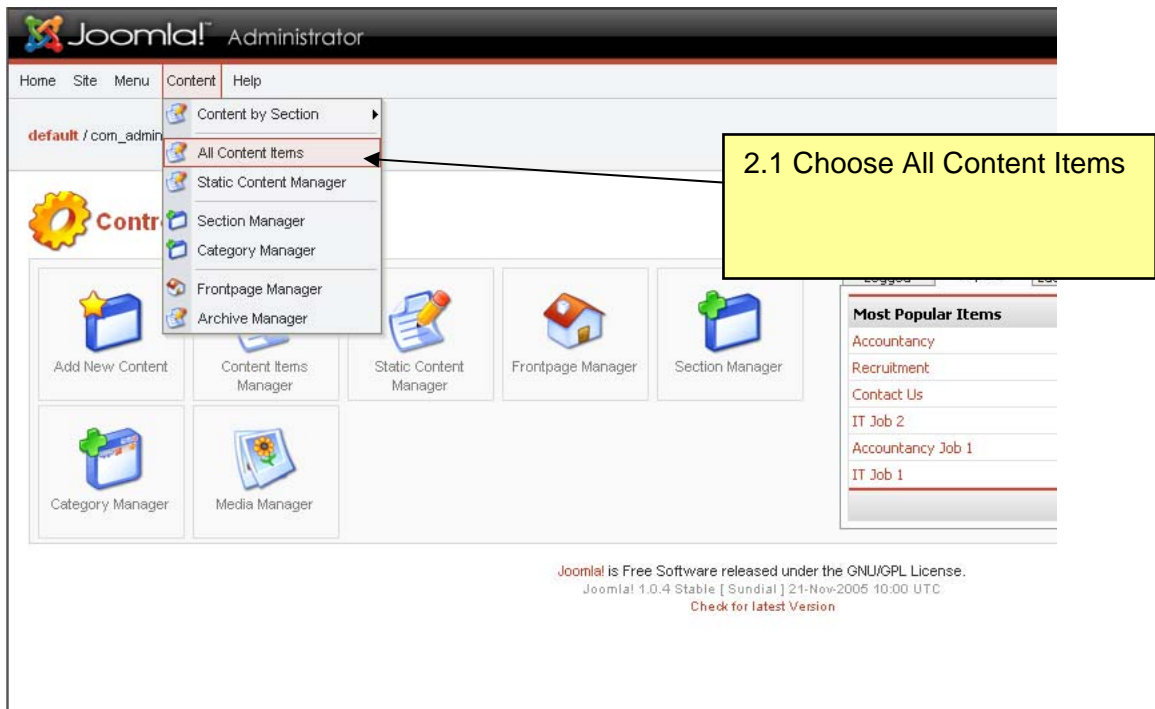 Joomla! Administrator
Home Site Menu Content Help
default / com_admin
Content by Section
All Content Items
Static Content Manager
Section Manager
Category Manager
Frontpage Manager
Archive Manager
2.1 Choose All Content Items
Contr
Logged
Add New Content
Content Items
Manager
Static Content
Manager
Frontpage Manager
Section Manager
Category Manager
Media Manager
Most Popular Items
Accountancy
Recruitment
Contact Us
IT Job 2
Accountancy Job 1
IT Job 1
Joomla! is Free Software released under the GNU/GPL License.
Joomla! 1.0.4 Stable [ Sundial ] 21-Nov-2005 10:00 UTC
Check for latest Version